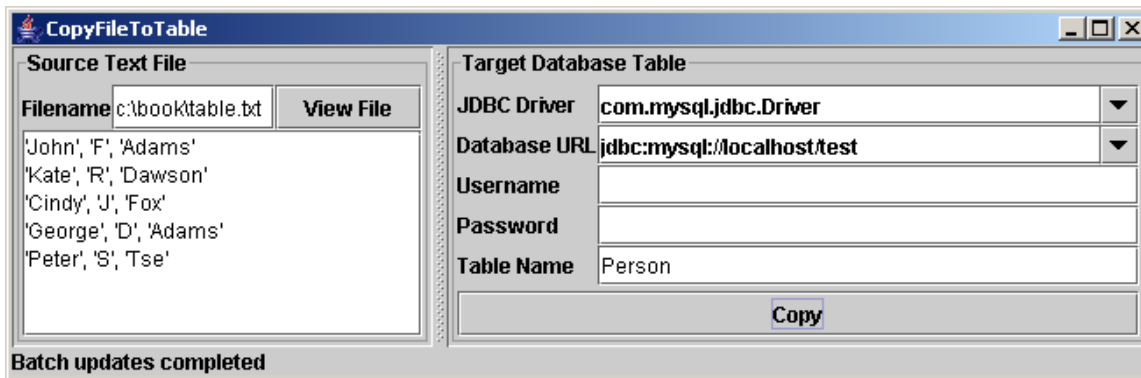 CopyFileToTable
Source Text File
Filename c:\book\table.txt View File
'John', 'F', 'Adams'
'Kate', 'R', 'Dawson'
'Cindy', 'J', 'Fox'
'George', 'D', 'Adams'
'Peter', 'S', 'Tse'
Target Database Table
JDBC Driver com.mysql.jdbc.Driver
Database URL jdbc:mysql://localhost/test
Username
Password
Table Name Person
Copy
Batch updates completed